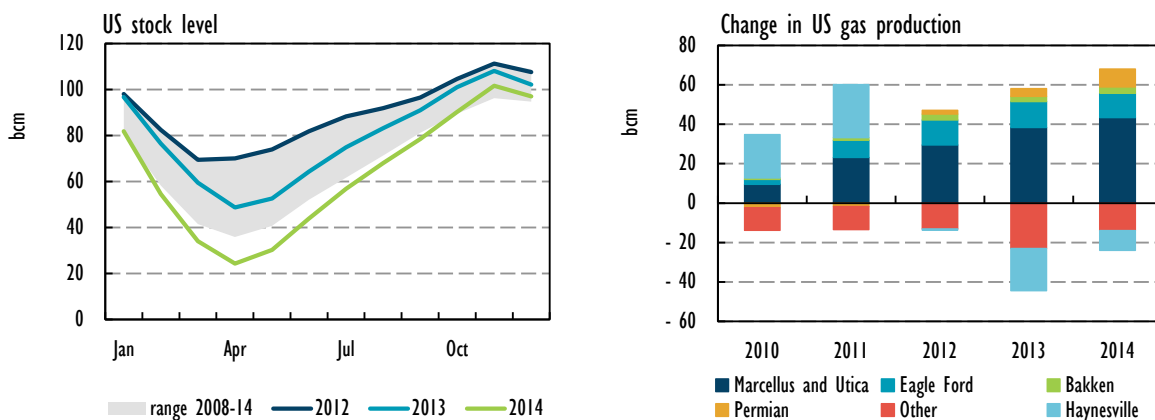 US stock level
120
100
80
60
40
20
0
bcm
Jan Apr Jul Oct
range 2008-14 2012 2013 2014
Change in US gas production
80
60
40
20
0
- 20
- 40
- 60
bcm
2010 2011 2012 2013 2014
Marcellus and Utica Eagle Ford Bakken
Permian Other Haynesville